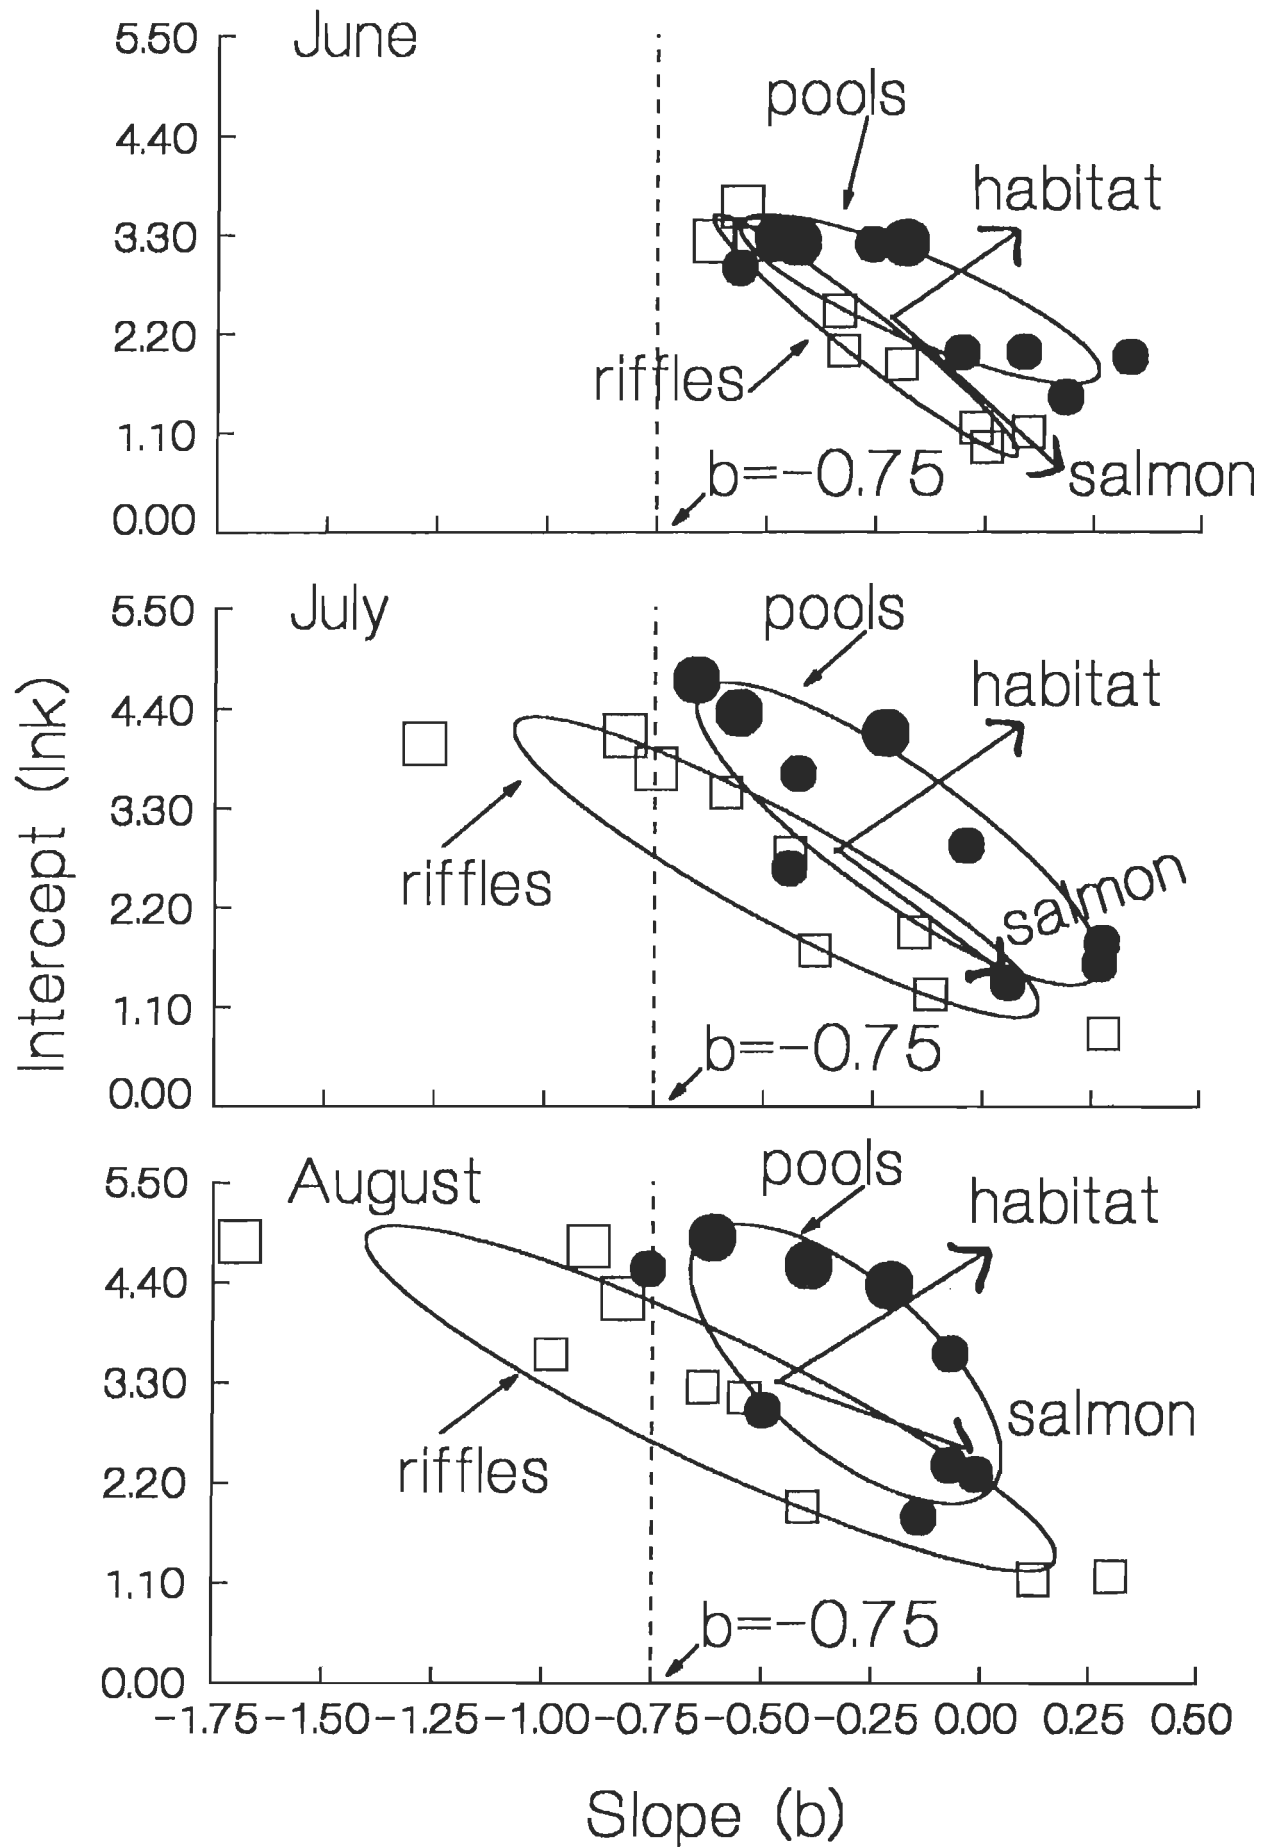 5.50 June
pools
4.40
habitat
3.30
2.20
riffles
1.10
b=-0.75 salmon
0.00
5.50 July pools
habitat
4.40
3.30
riffles
salmon
2.20
1.10
b=-0.75
0.00
Intercept (lnk)
5.50 August pools
habitat
4.40
3.30
salmon
riffles
2.20
1.10
b=-0.75
0.00
-1.75 -1.50 -1.25 -1.00 -0.75 -0.50 -0.25 0.00 0.25 0.50
Slope (b)